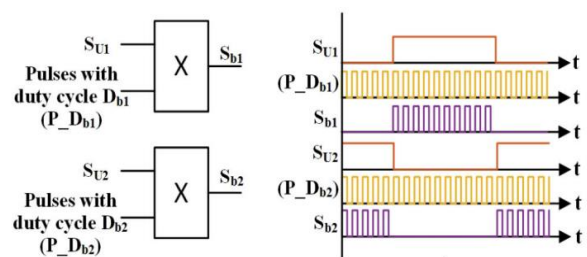 S_U1
Pulses with
duty cycle D_b1
(P_D_b1)
X
S_b1
S_U2
Pulses with
duty cycle D_b2
(P_D_b2)
X
S_b2
S_U1 t
(P_D_b1) t
S_b1 t
S_U2 t
(P_D_b2) t
S_b2 t